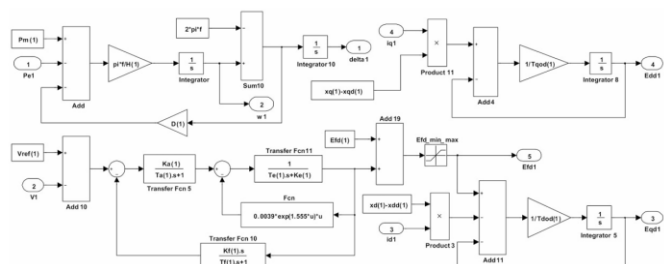 2*pi*f
Pm(1)
1
Pe1
Add
pi*f/H(1)
1
s
Integrator
Sum10
1
s
Integrator 10
1
delta1
2
w1
D(1)
4
iq1
×
Product 11
xq(1)-xqd(1)
Add4
1/Tqod(1)
1
s
Integrator 8
4
Edd1
Vref(1)
2
V1
Add 10
Ka(1)
Ta(1).s+1
Transfer Fcn 5
Transfer Fcn11
1
Te(1).s+Ke(1)
Fcn
0.0039*exp(1.555*u)*u
Transfer Fcn 10
Kf(1).s
Tf(1).s+1
Add 19
Efd(1)
Efd_min_max
5
Efd1
xd(1)-xdd(1)
3
id1
×
Product 3
Add11
1/Tdod(1)
1
s
Integrator 5
3
Eqd1